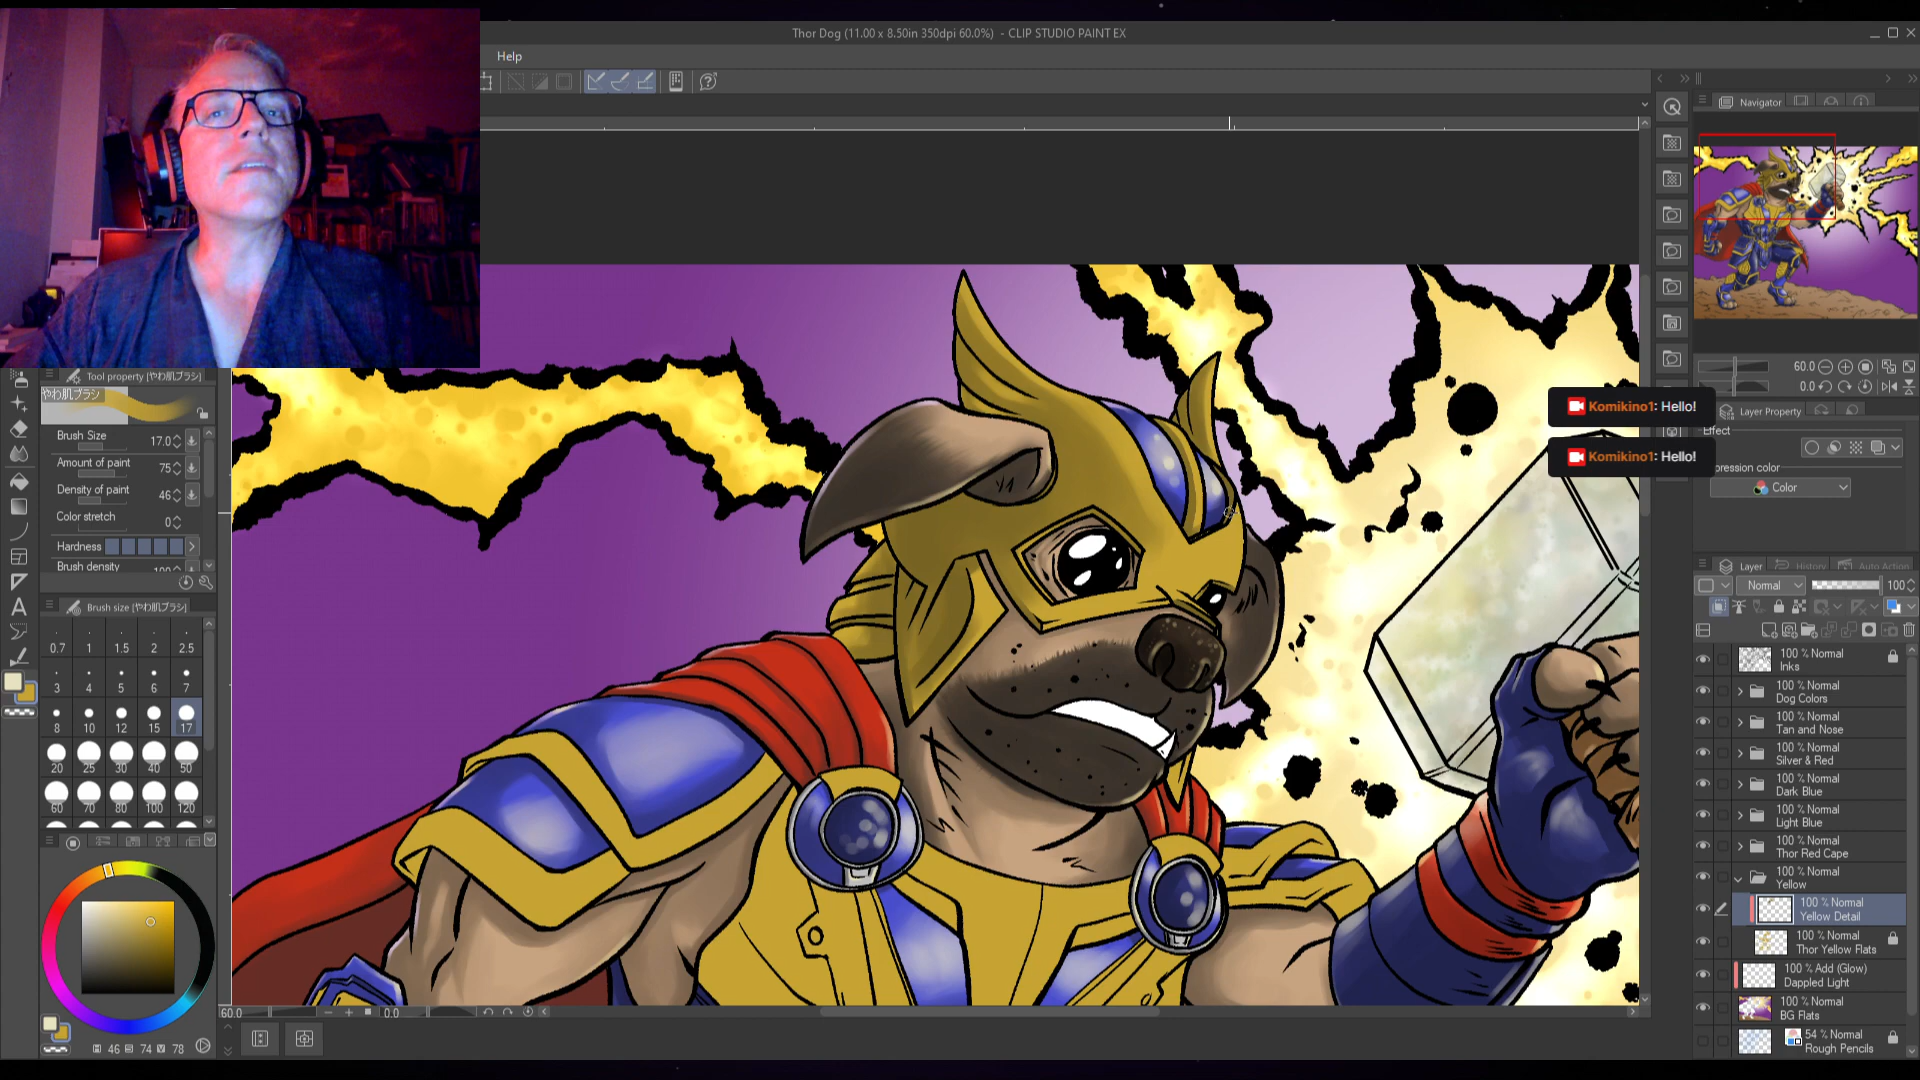 Thor Dog (11.00 x 8.50in 350dpi 60.0%) - CLIP STUDIO PAINT EX
Help
Navigator
60.0
0.0
Komikino1: Hello!
Komikino1: Hello!
Layer Property
Effect
Color
Tool property [やわ肌ブラシ]
やわ肌ブラシ
Brush Size 17.0
Amount of paint 75
Density of paint 46
Color stretch 0
Hardness
Brush density
Brush size [やわ肌ブラシ]
0.7 1 1.5 2 2.5
3 4 5 6 7
8 10 12 15 17
20 25 30 40 50
60 70 80 100 120
46 74 78
60.0 0.0
Layer History Auto Action
Normal 100
100 % Normal
Inks
100 % Normal
Dog Colors
100 % Normal
Tan and Nose
100 % Normal
Silver & Red
100 % Normal
Dark Blue
100 % Normal
Light Blue
100 % Normal
Thor Red Cape
100 % Normal
Yellow
100 % Normal
Yellow Detail
100 % Normal
Thor Yellow Flats
100 % Add (Glow)
Dappled Light
100 % Normal
BG Flats
54 % Normal
Rough Pencils